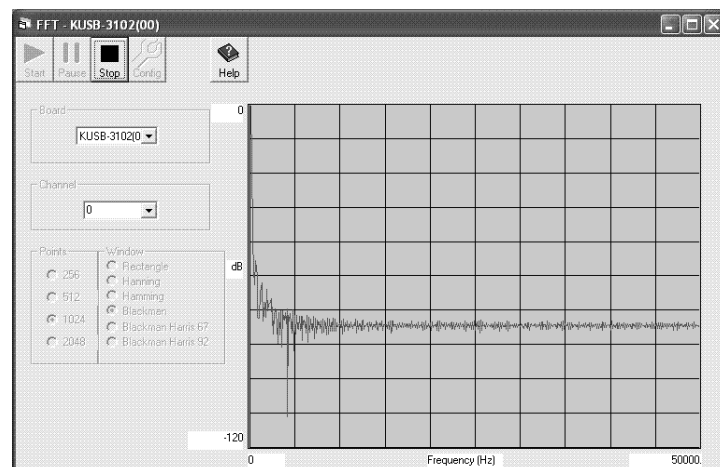 FFT - KUSB-3102(00)
Start Pause Stop Config Help
Board
KUSB-3102(0
Channel
0
Points
256
512
1024
2048
Window
Rectangle
Hanning
Hamming
Blackman
Blackman Harris 67
Blackman Harris 92
0
dB
-120
0 Frequency (Hz) 50000.